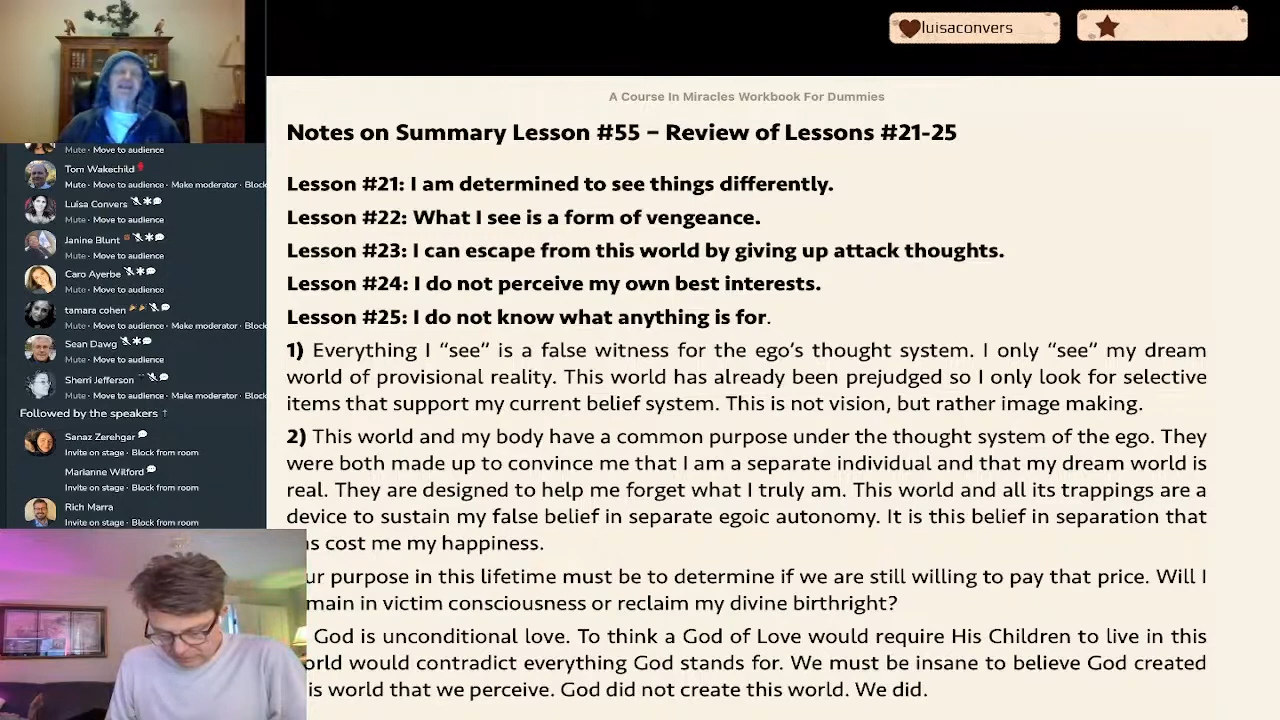 luisaconvers
A Course In Miracles Workbook For Dummies
Notes on Summary Lesson #55 – Review of Lessons #21-25
Lesson #21: I am determined to see things differently.
Lesson #22: What I see is a form of vengeance.
Lesson #23: I can escape from this world by giving up attack thoughts.
Lesson #24: I do not perceive my own best interests.
Lesson #25: I do not know what anything is for.
1) Everything I “see” is a false witness for the ego’s thought system. I only “see” my dream
world of provisional reality. This world has already been prejudged so I only look for selective
items that support my current belief system. This is not vision, but rather image making.
2) This world and my body have a common purpose under the thought system of the ego. They
were both made up to convince me that I am a separate individual and that my dream world is
real. They are designed to help me forget what I truly am. This world and all its trappings are a
device to sustain my false belief in separate egoic autonomy. It is this belief in separation that
cost me my happiness.
purpose in this lifetime must be to determine if we are still willing to pay that price. Will I
in victim consciousness or reclaim my divine birthright?
God is unconditional love. To think a God of Love would require His Children to live in this
would contradict everything God stands for. We must be insane to believe God created
world that we perceive. God did not create this world. We did.
Mute · Move to audience
Tom Wakechild
Mute · Move to audience · Make moderator · Block
Luisa Convers
Mute · Move to audience
Janine Blunt
Mute · Move to audience
Caro Ayerbe
Mute · Move to audience
tamara cohen
Mute · Move to audience · Make moderator · Block
Sean Dawg
Mute · Move to audience
Sherri Jefferson
Mute · Move to audience · Make moderator · Block
Followed by the speakers ↑
Sanaz Zerehgar
Invite on stage · Block from room
Marianne Wilford
Invite on stage · Block from room
Rich Marra
Invite on stage · Block from room